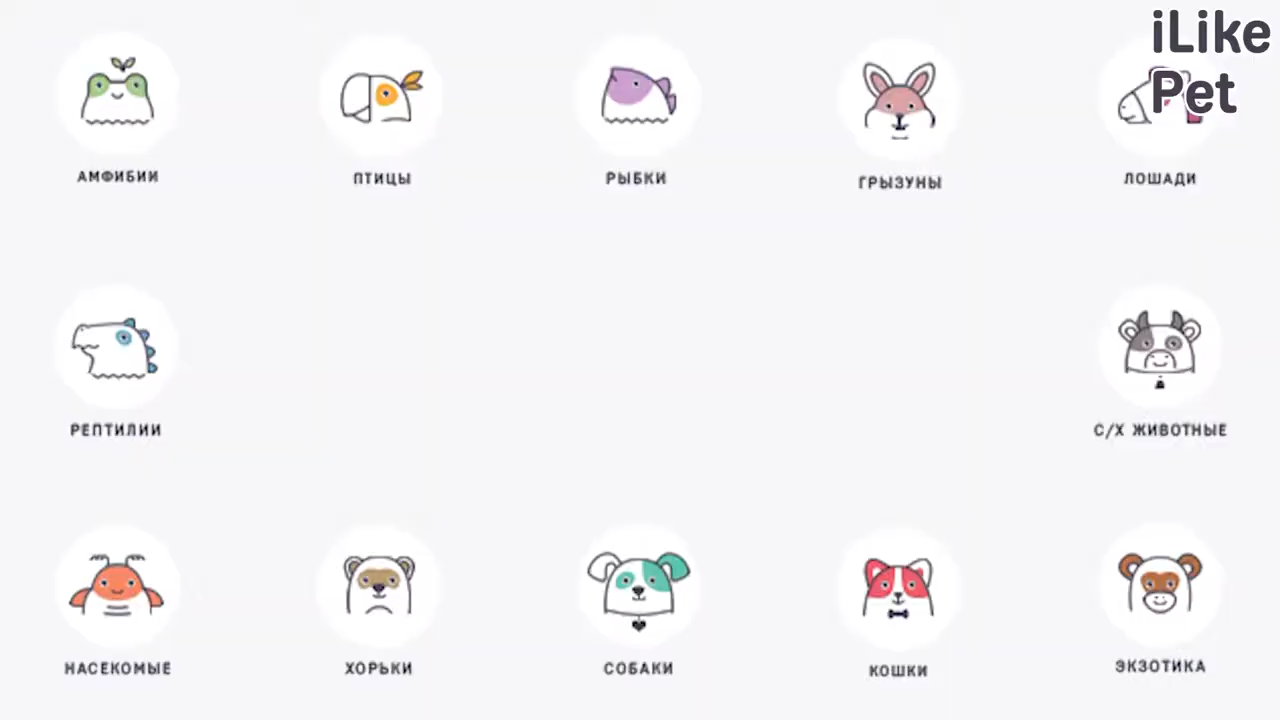 iLike
Pet
АМФИБИИ
ПТИЦЫ
РЫБКИ
ГРЫЗУНЫ
ЛОШАДИ
РЕПТИЛИИ
С/Х ЖИВОТНЫЕ
НАСЕКОМЫЕ
ХОРЬКИ
СОБАКИ
КОШКИ
ЭКЗОТИКА